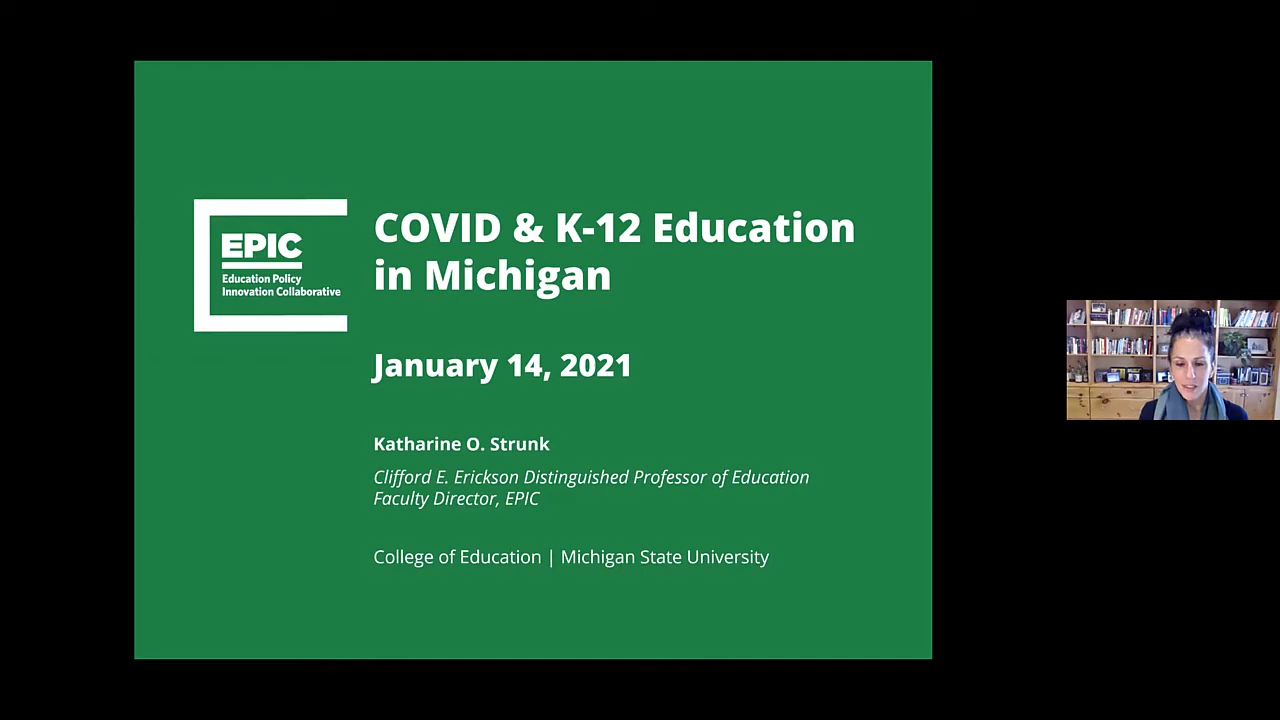 EPIC
Education Policy
Innovation Collaborative
COVID & K-12 Education
in Michigan
January 14, 2021
Katharine O. Strunk
Clifford E. Erickson Distinguished Professor of Education
Faculty Director, EPIC
College of Education | Michigan State University